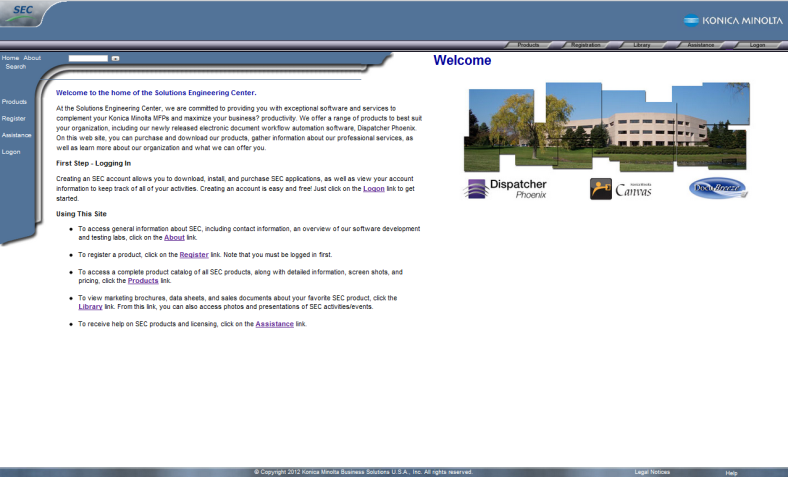 SEC
KONICA MINOLTA
Products Registration Library Assistance Logon
Home About
Search
Products
Register
Assistance
Logon
Welcome
Welcome to the home of the Solutions Engineering Center.
At the Solutions Engineering Center, we are committed to providing you with exceptional software and services to
complement your Konica Minolta MFPs and maximize your business? productivity. We offer a range of products to best suit
your organization, including our newly released electronic document workflow automation software, Dispatcher Phoenix.
On this web site, you can purchase and download our products, gather information about our professional services, as
well as learn more about our organization and what we can offer you.
First Step - Logging In
Creating an SEC account allows you to download, install, and purchase SEC applications, as well as view your account
information to keep track of all of your activities. Creating an account is easy and free! Just click on the Logon link to get
started.
Using This Site
To access general information about SEC, including contact information, an overview of our software development
and testing labs, click on the About link.
To register a product, click on the Register link. Note that you must be logged in first.
To access a complete product catalog of all SEC products, along with detailed information, screen shots, and
pricing, click the Products link.
To view marketing brochures, data sheets, and sales documents about your favorite SEC product, click the
Library link. From this link, you can also access photos and presentations of SEC activities/events.
To receive help on SEC products and licensing, click on the Assistance link.
Dispatcher
Phoenix
Canvas
Docu Breeze
© Copyright 2012 Konica Minolta Business Solutions U.S.A., Inc. All rights reserved.
Legal Notices
Help